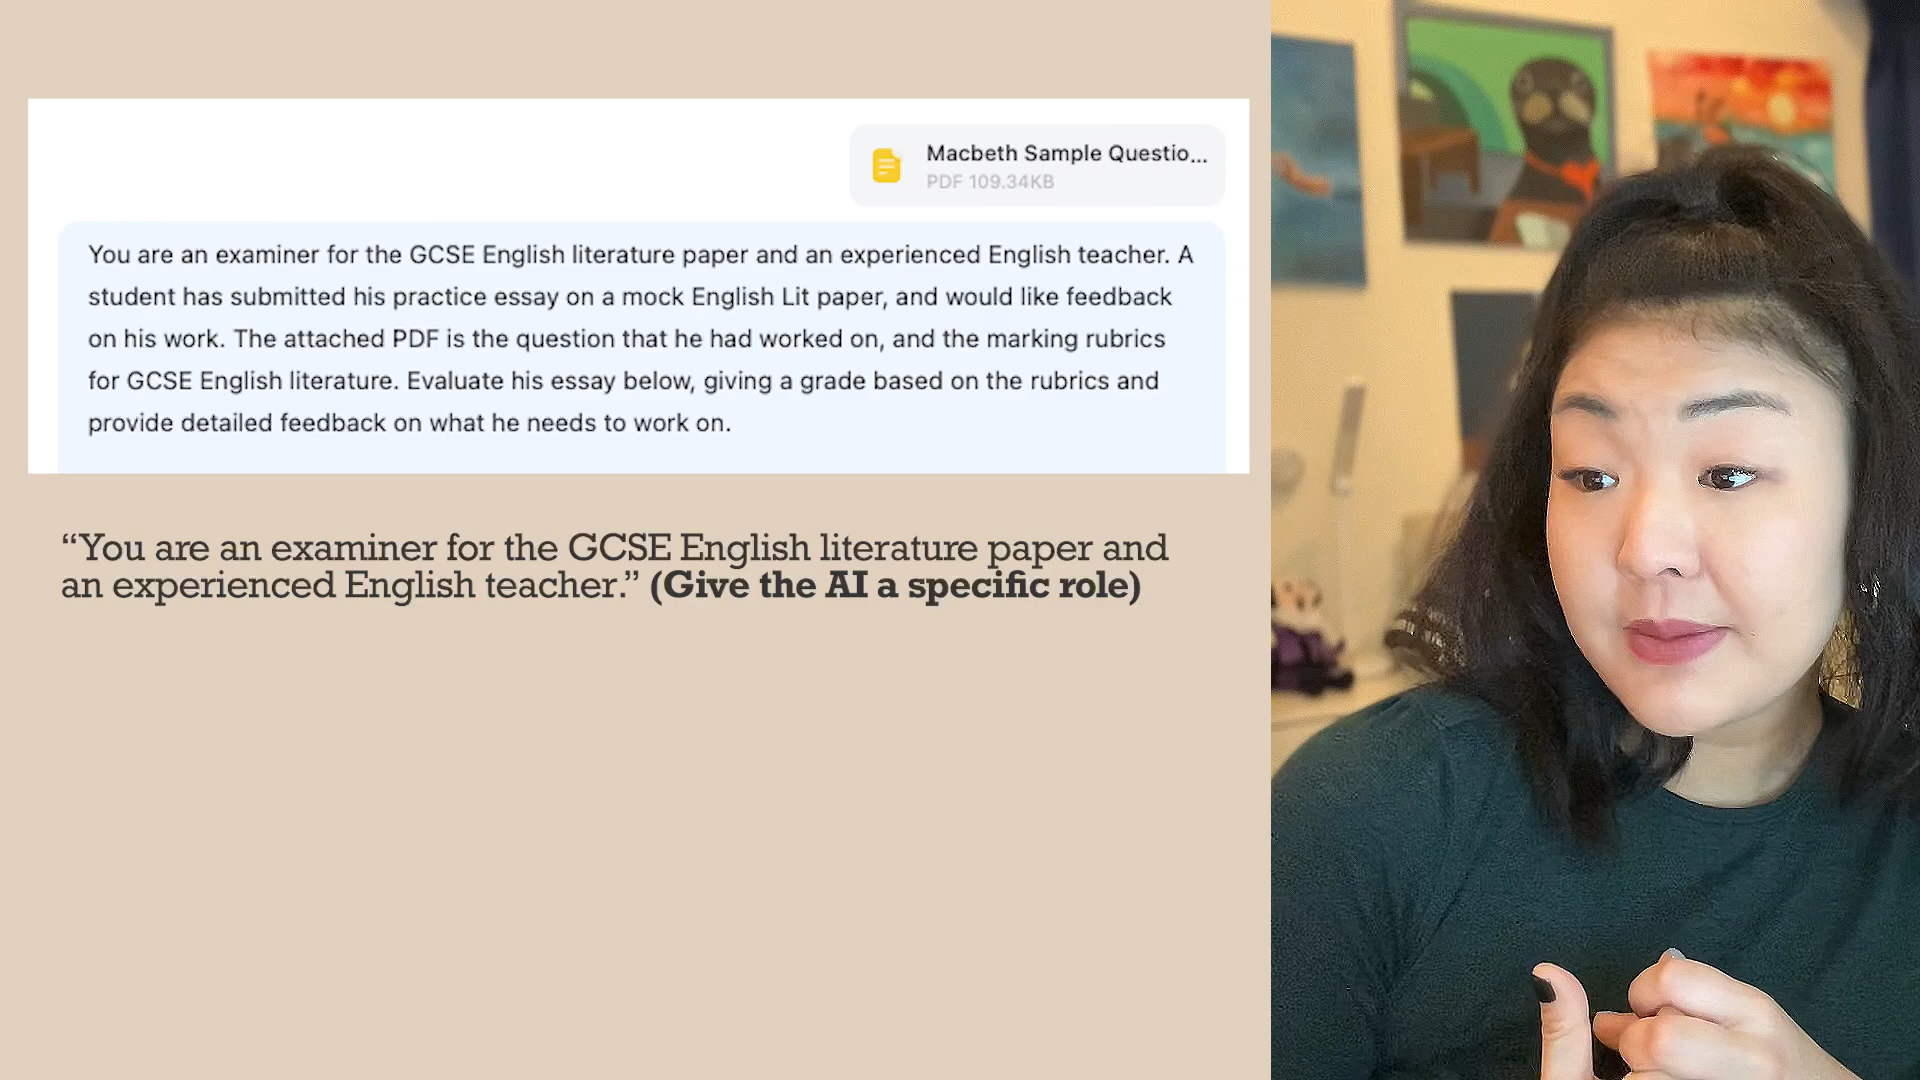 Macbeth Sample Questio...
PDF 109.34KB
You are an examiner for the GCSE English literature paper and an experienced English teacher. A
student has submitted his practice essay on a mock English Lit paper, and would like feedback
on his work. The attached PDF is the question that he had worked on, and the marking rubrics
for GCSE English literature. Evaluate his essay below, giving a grade based on the rubrics and
provide detailed feedback on what he needs to work on.
“You are an examiner for the GCSE English literature paper and
an experienced English teacher.” (Give the AI a specific role)